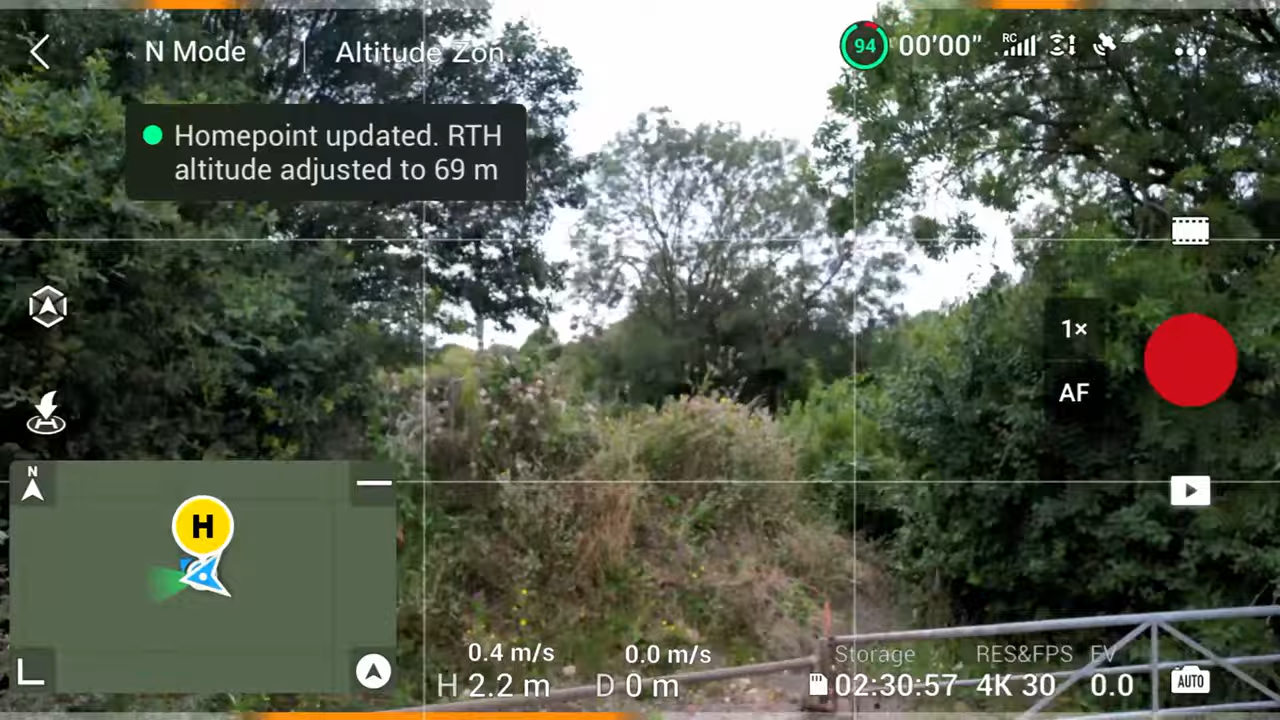 N Mode
Altitude Zon..
94
00'00"
RC
Homepoint updated. RTH
altitude adjusted to 69 m
1×
AF
N
H
0.4 m/s
0.0 m/s
H 2.2 m
D 0 m
Storage
RES&FPS
EV
02:30:57
4K 30
0.0
AUTO